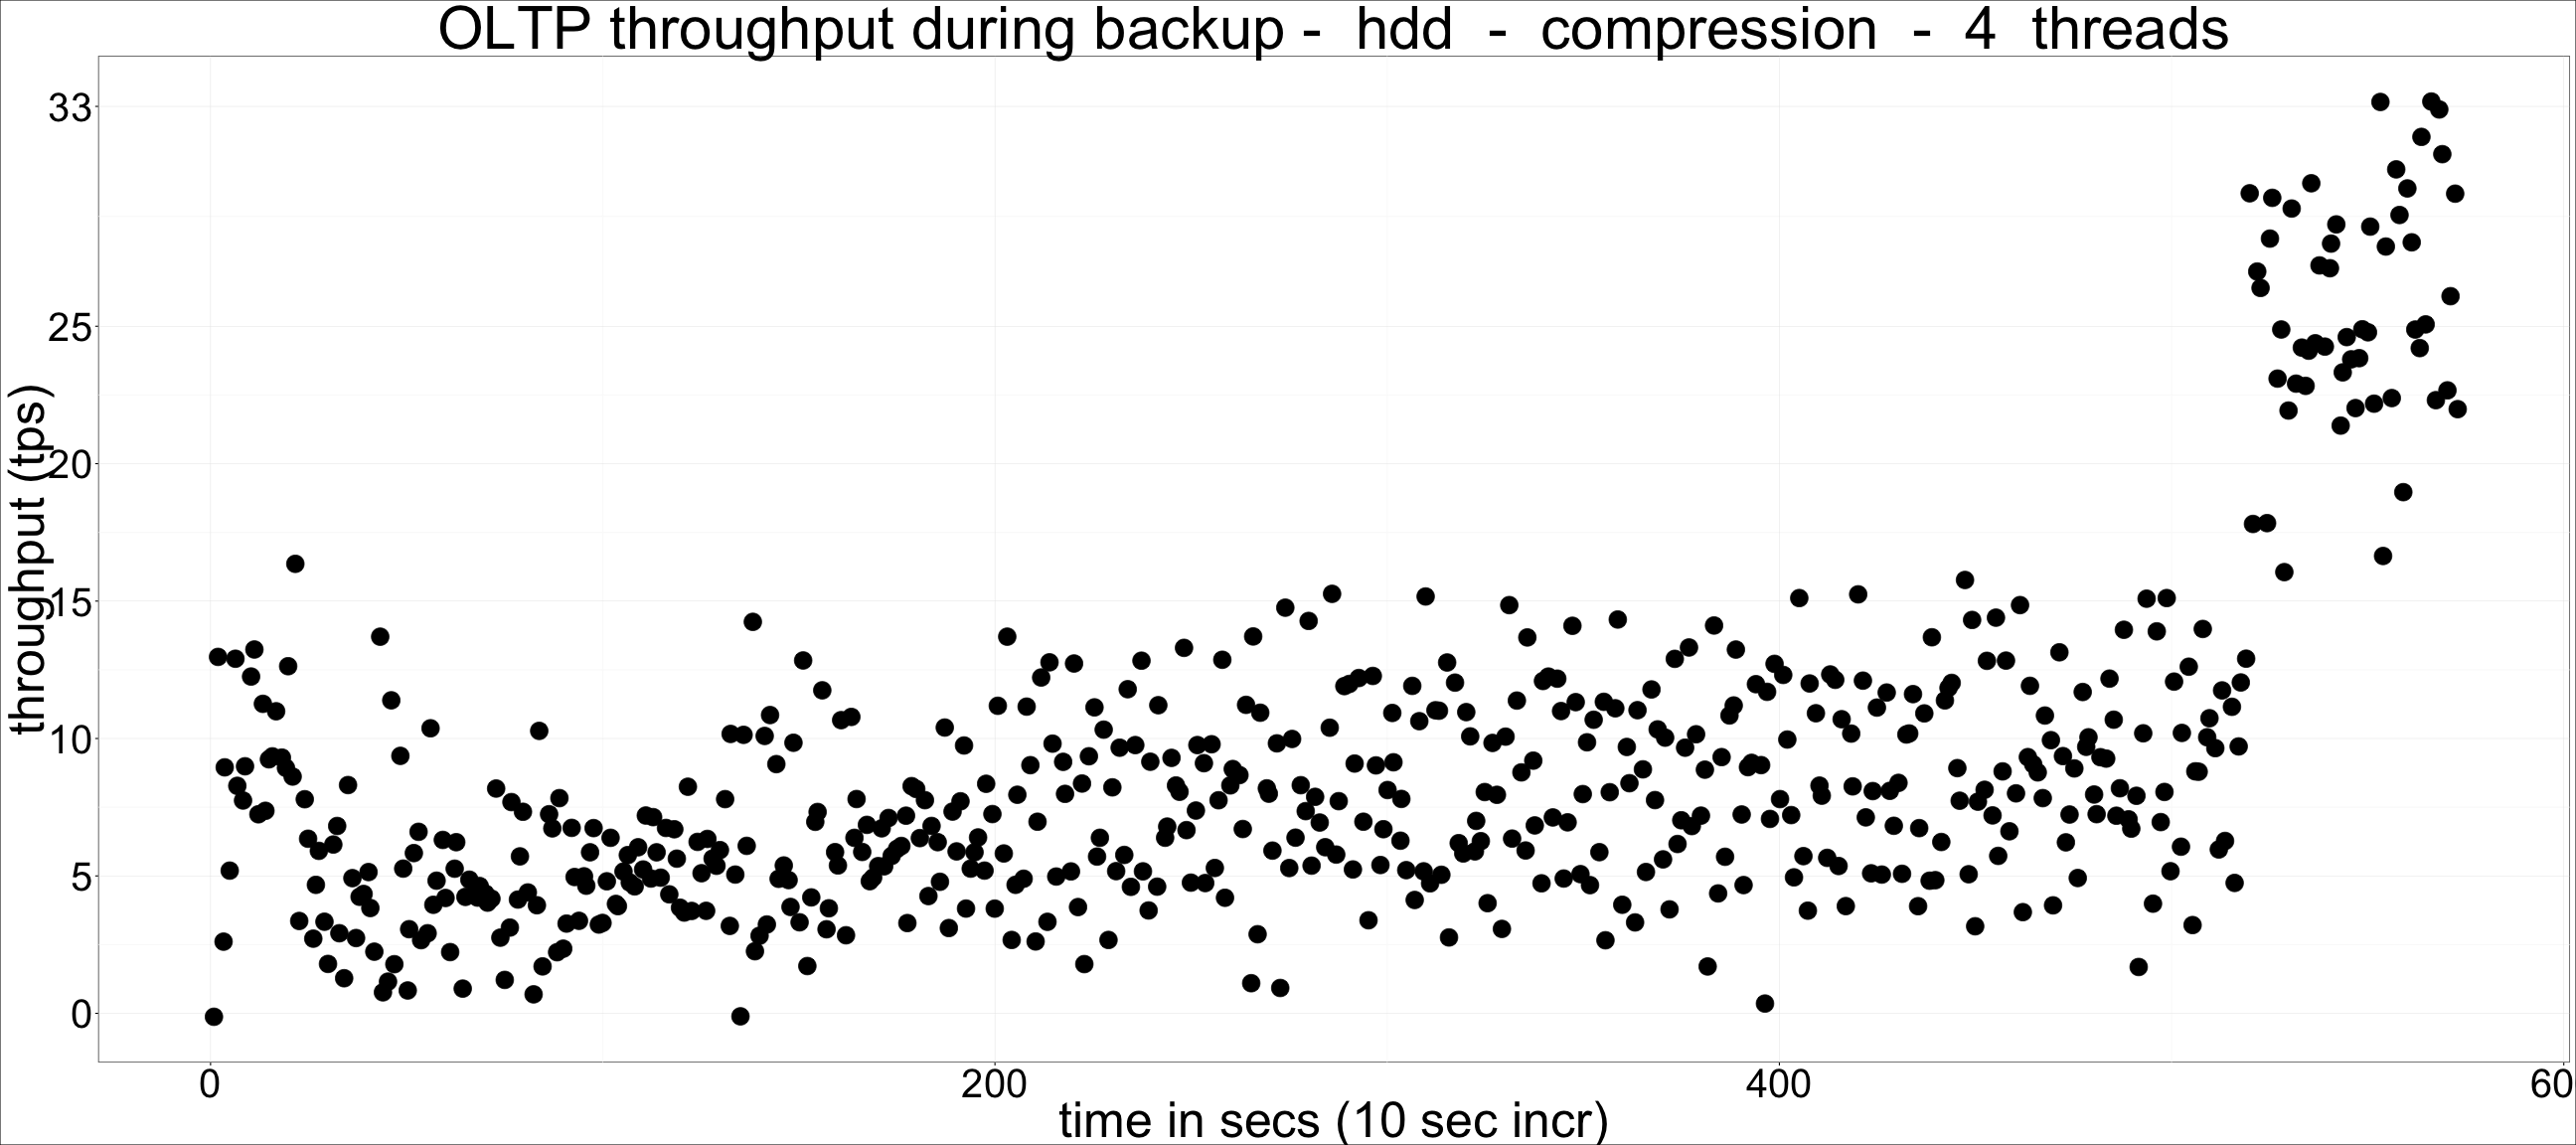 OLTP throughput during backup - hdd - compression - 4 threads
throughput (tps)
33
25
20
15
10
5
0
0 200 400 60
time in secs (10 sec incr)